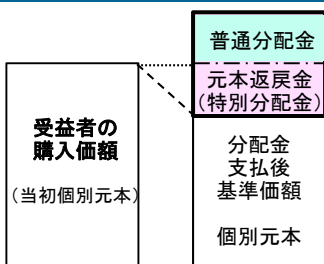 普通分配金
元本返戻金
(特別分配金)
受益者の
購入価額
(当初個別元本)
分配金
支払後
基準価額
個別元本